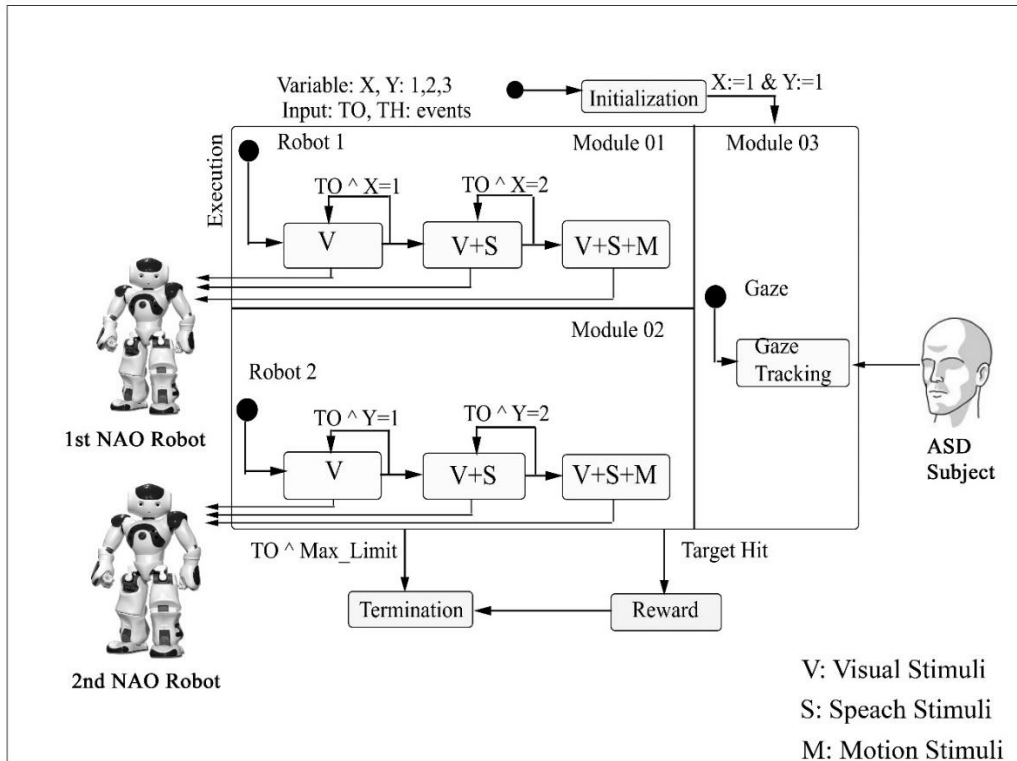 Variable: X, Y: 1,2,3
Input: TO, TH: events
Initialization
X:=1 & Y:=1
Execution
Robot 1
Module 01
Module 03
TO ^ X=1
TO ^ X=2
V
V+S
V+S+M
Gaze
Gaze
Tracking
Module 02
Robot 2
TO ^ Y=1
TO ^ Y=2
V
V+S
V+S+M
1st NAO Robot
ASD
Subject
TO ^ Max_Limit
Target Hit
Termination
Reward
2nd NAO Robot
V: Visual Stimuli
S: Speach Stimuli
M: Motion Stimuli